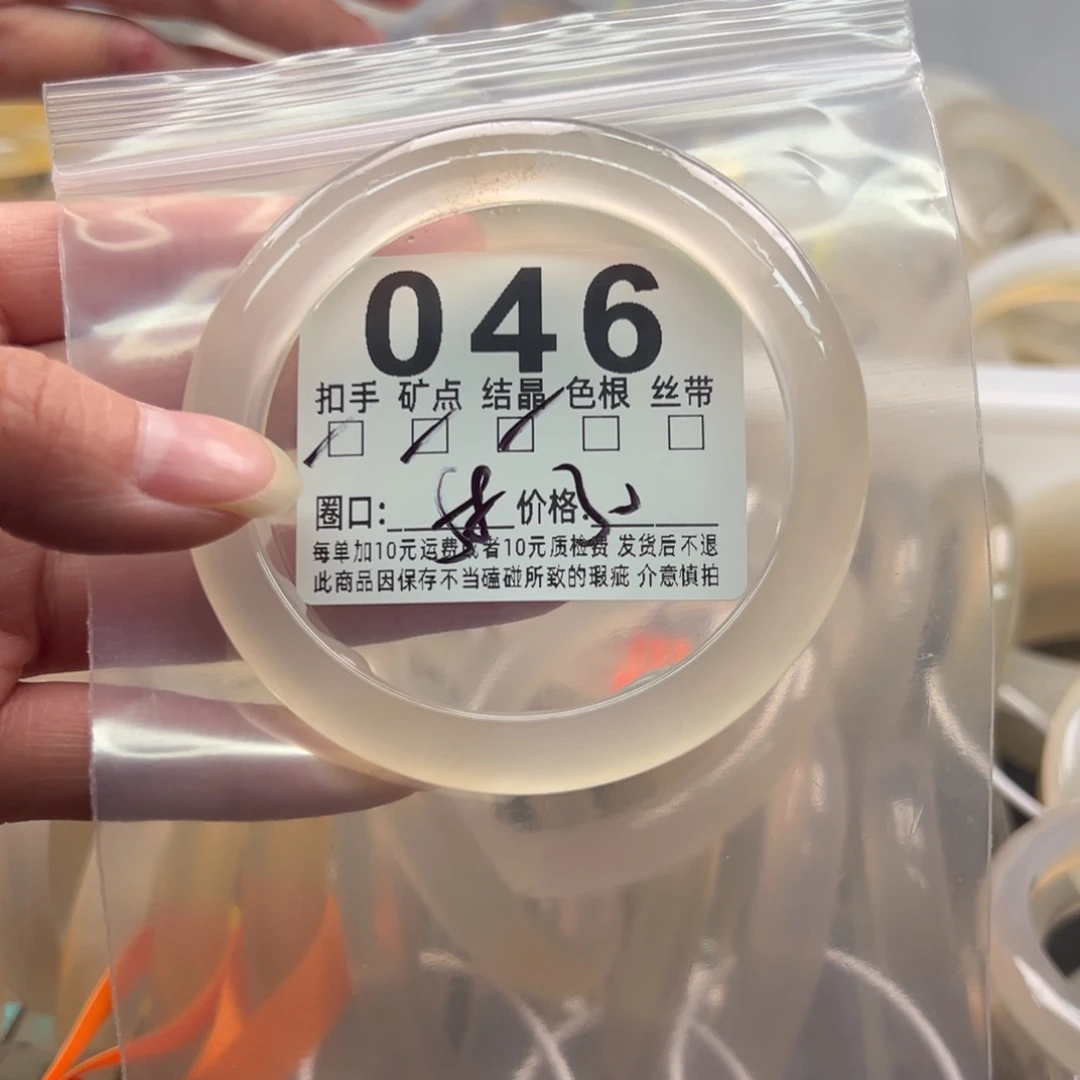 046
扣手 矿点 结晶 色根 丝带
圈口: 58 价格:
每单加10元运费或者10元质检费 发货后不退
此商品因保存不当磕碰所致的瑕疵 介意慎拍